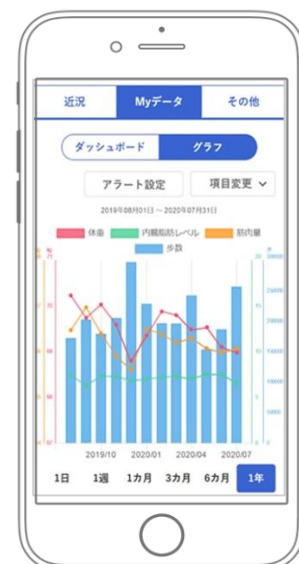 近況 Myデータ その他
ダッシュボード グラフ
アラート設定 項目変更
2019年08月01日 ～ 2020年07月31日
体重 内臓脂肪レベル 筋肉量
歩数
2019/10 2020/01 2020/04 2020/07
1日 1週 1カ月 3カ月 6カ月 1年